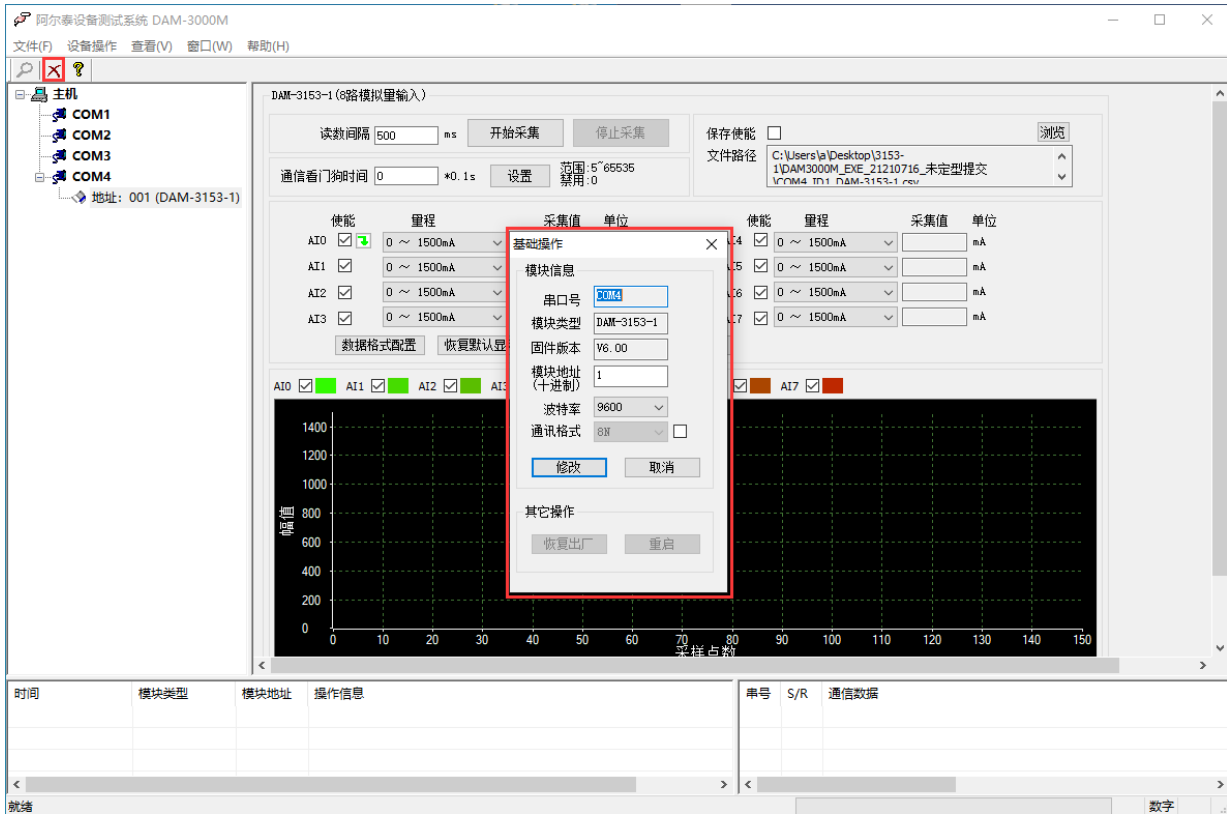 阿尔泰设备测试系统 DAM-3000M
文件(F) 设备操作 查看(V) 窗口(W) 帮助(H)
主机
COM1
COM2
COM3
COM4
地址：001 (DAM-3153-1)
DAM-3153-1(8路模拟量输入)
读数间隔 500 ms 开始采集 停止采集
通信看门狗时间 0 *0.1s 设置 范围:5~65535
禁用:0
保存使能 浏览
文件路径 C:\Users\a\Desktop\3153-
1\DAM3000M_EXE_21210716_未定型提交
\COM4_ID1_DAM-3153-1.csv
使能 量程 采集值 单位
AI0 0 ～ 1500mA
AI1 0 ～ 1500mA
AI2 0 ～ 1500mA
AI3 0 ～ 1500mA
数据格式配置 恢复默认显
使能 量程 采集值 单位
I4 0 ～ 1500mA mA
I5 0 ～ 1500mA mA
I6 0 ～ 1500mA mA
I7 0 ～ 1500mA mA
AI0 AI1 AI2 AI3 AI7
幅值
1400
1200
1000
800
600
400
200
0
0 10 20 30 40 50 60 70 80 90 100 110 120 130 140 150
采样点数
基础操作
模块信息
串口号 COM4
模块类型 DAM-3153-1
固件版本 V6.00
模块地址
(十进制) 1
波特率 9600
通讯格式 8N
修改 取消
其它操作
恢复出厂 重启
时间 模块类型 模块地址 操作信息
串号 S/R 通信数据
就绪 数字